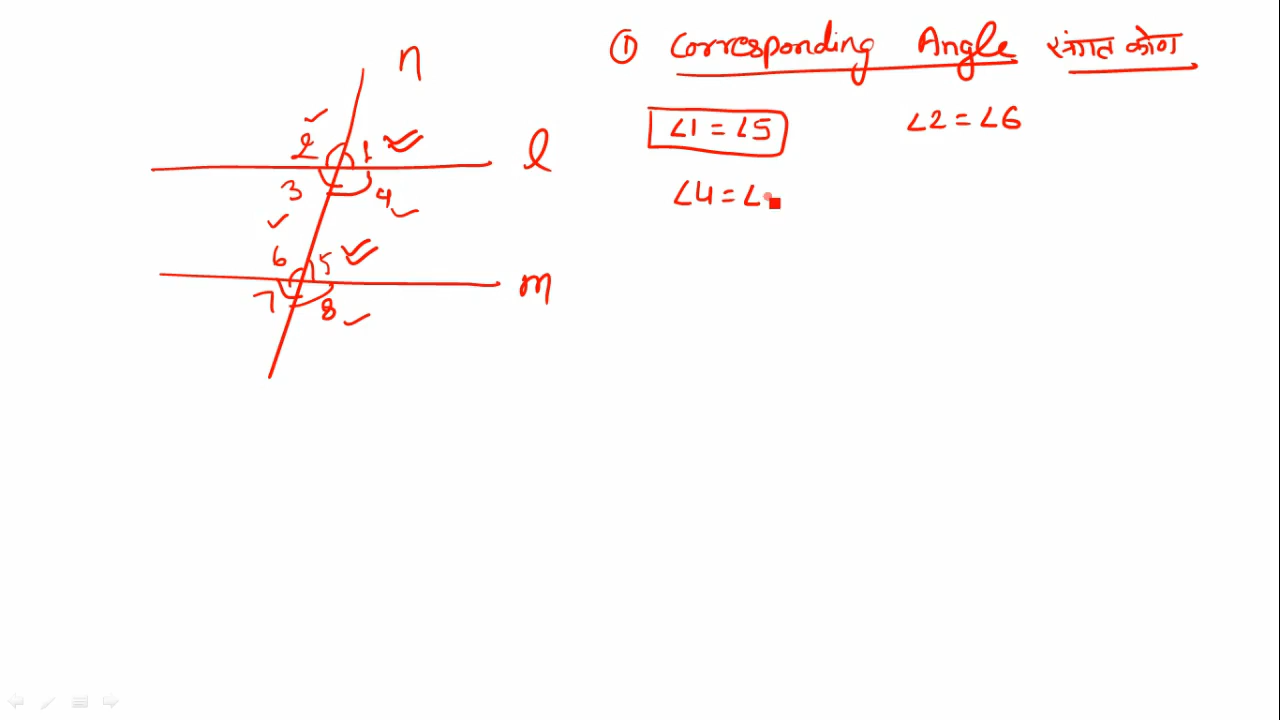 ① Corresponding Angle संगत कोण
∠1 = ∠5 ∠2 = ∠6
∠4 = ∠
n
2 1 l
3 4
6 5 m
7 8